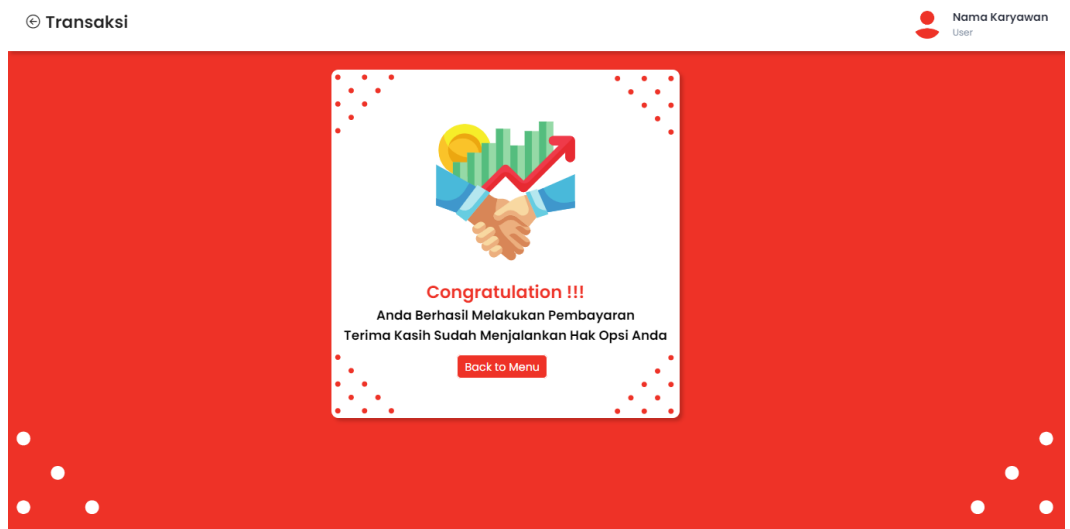 Transaksi
Nama Karyawan
User
Congratulation !!!
Anda Berhasil Melakukan Pembayaran
Terima Kasih Sudah Menjalankan Hak Opsi Anda
Back to Menu